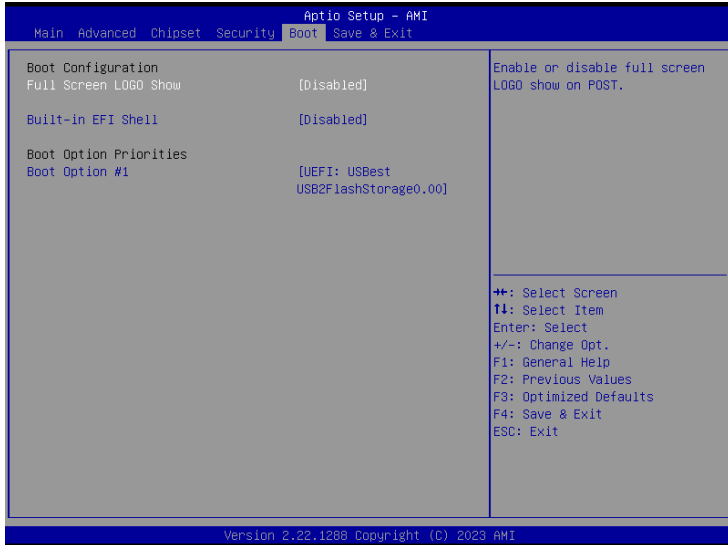 Aptio Setup – AMI
Main Advanced Chipset Security Boot Save & Exit
Boot Configuration
Full Screen LOGO Show [Disabled]
Built-in EFI Shell [Disabled]
Boot Option Priorities
Boot Option #1 [UEFI: USBest
USB2FlashStorage0.00]
Enable or disable full screen
LOGO show on POST.
→←: Select Screen
↑↓: Select Item
Enter: Select
+/-: Change Opt.
F1: General Help
F2: Previous Values
F3: Optimized Defaults
F4: Save & Exit
ESC: Exit
Version 2.22.1288 Copyright (C) 2023 AMI